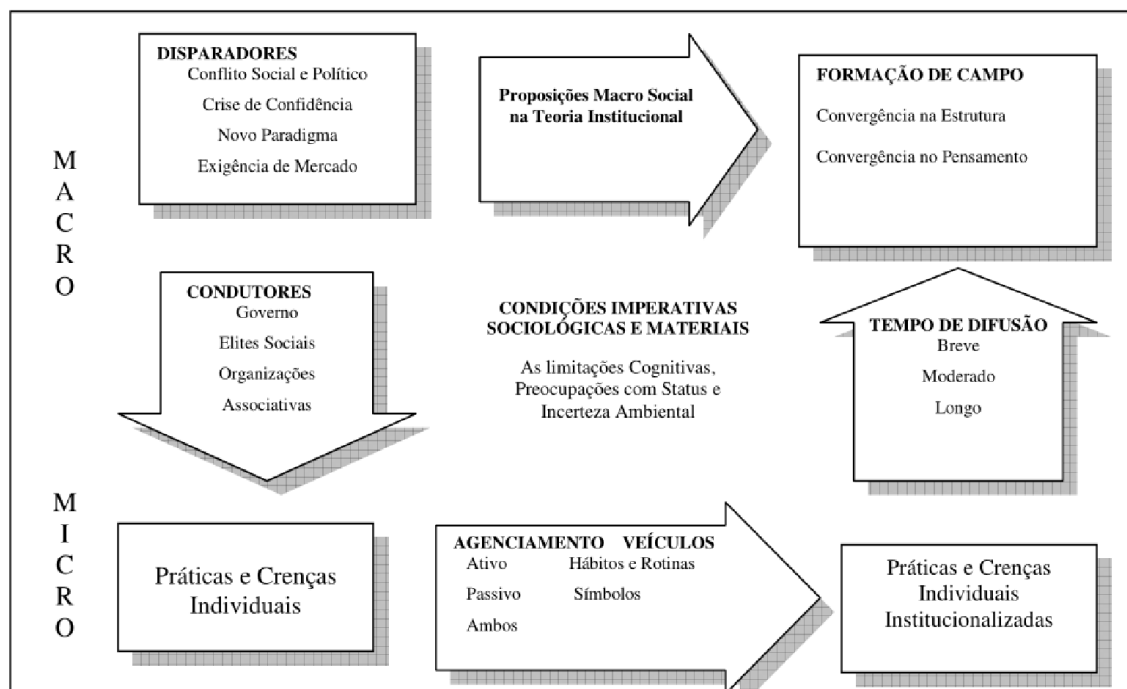 MACRO
DISPARADORES
Conflito Social e Político
Crise de Confidência
Novo Paradigma
Exigência de Mercado
Proposições Macro Social
na Teoria Institucional
FORMAÇÃO DE CAMPO
Convergência na Estrutura
Convergência no Pensamento
CONDUTORES
Governo
Elites Sociais
Organizações
Associativas
CONDIÇÕES IMPERATIVAS
SOCIOLÓGICAS E MATERIAIS
As limitações Cognitivas,
Preocupações com Status e
Incerteza Ambiental
TEMPO DE DIFUSÃO
Breve
Moderado
Longo
MICRO
Práticas e Crenças
Individuais
AGENCIAMENTO VEÍCULOS
Ativo Hábitos e Rotinas
Passivo Símbolos
Ambos
Práticas e Crenças
Individuais
Institucionalizadas